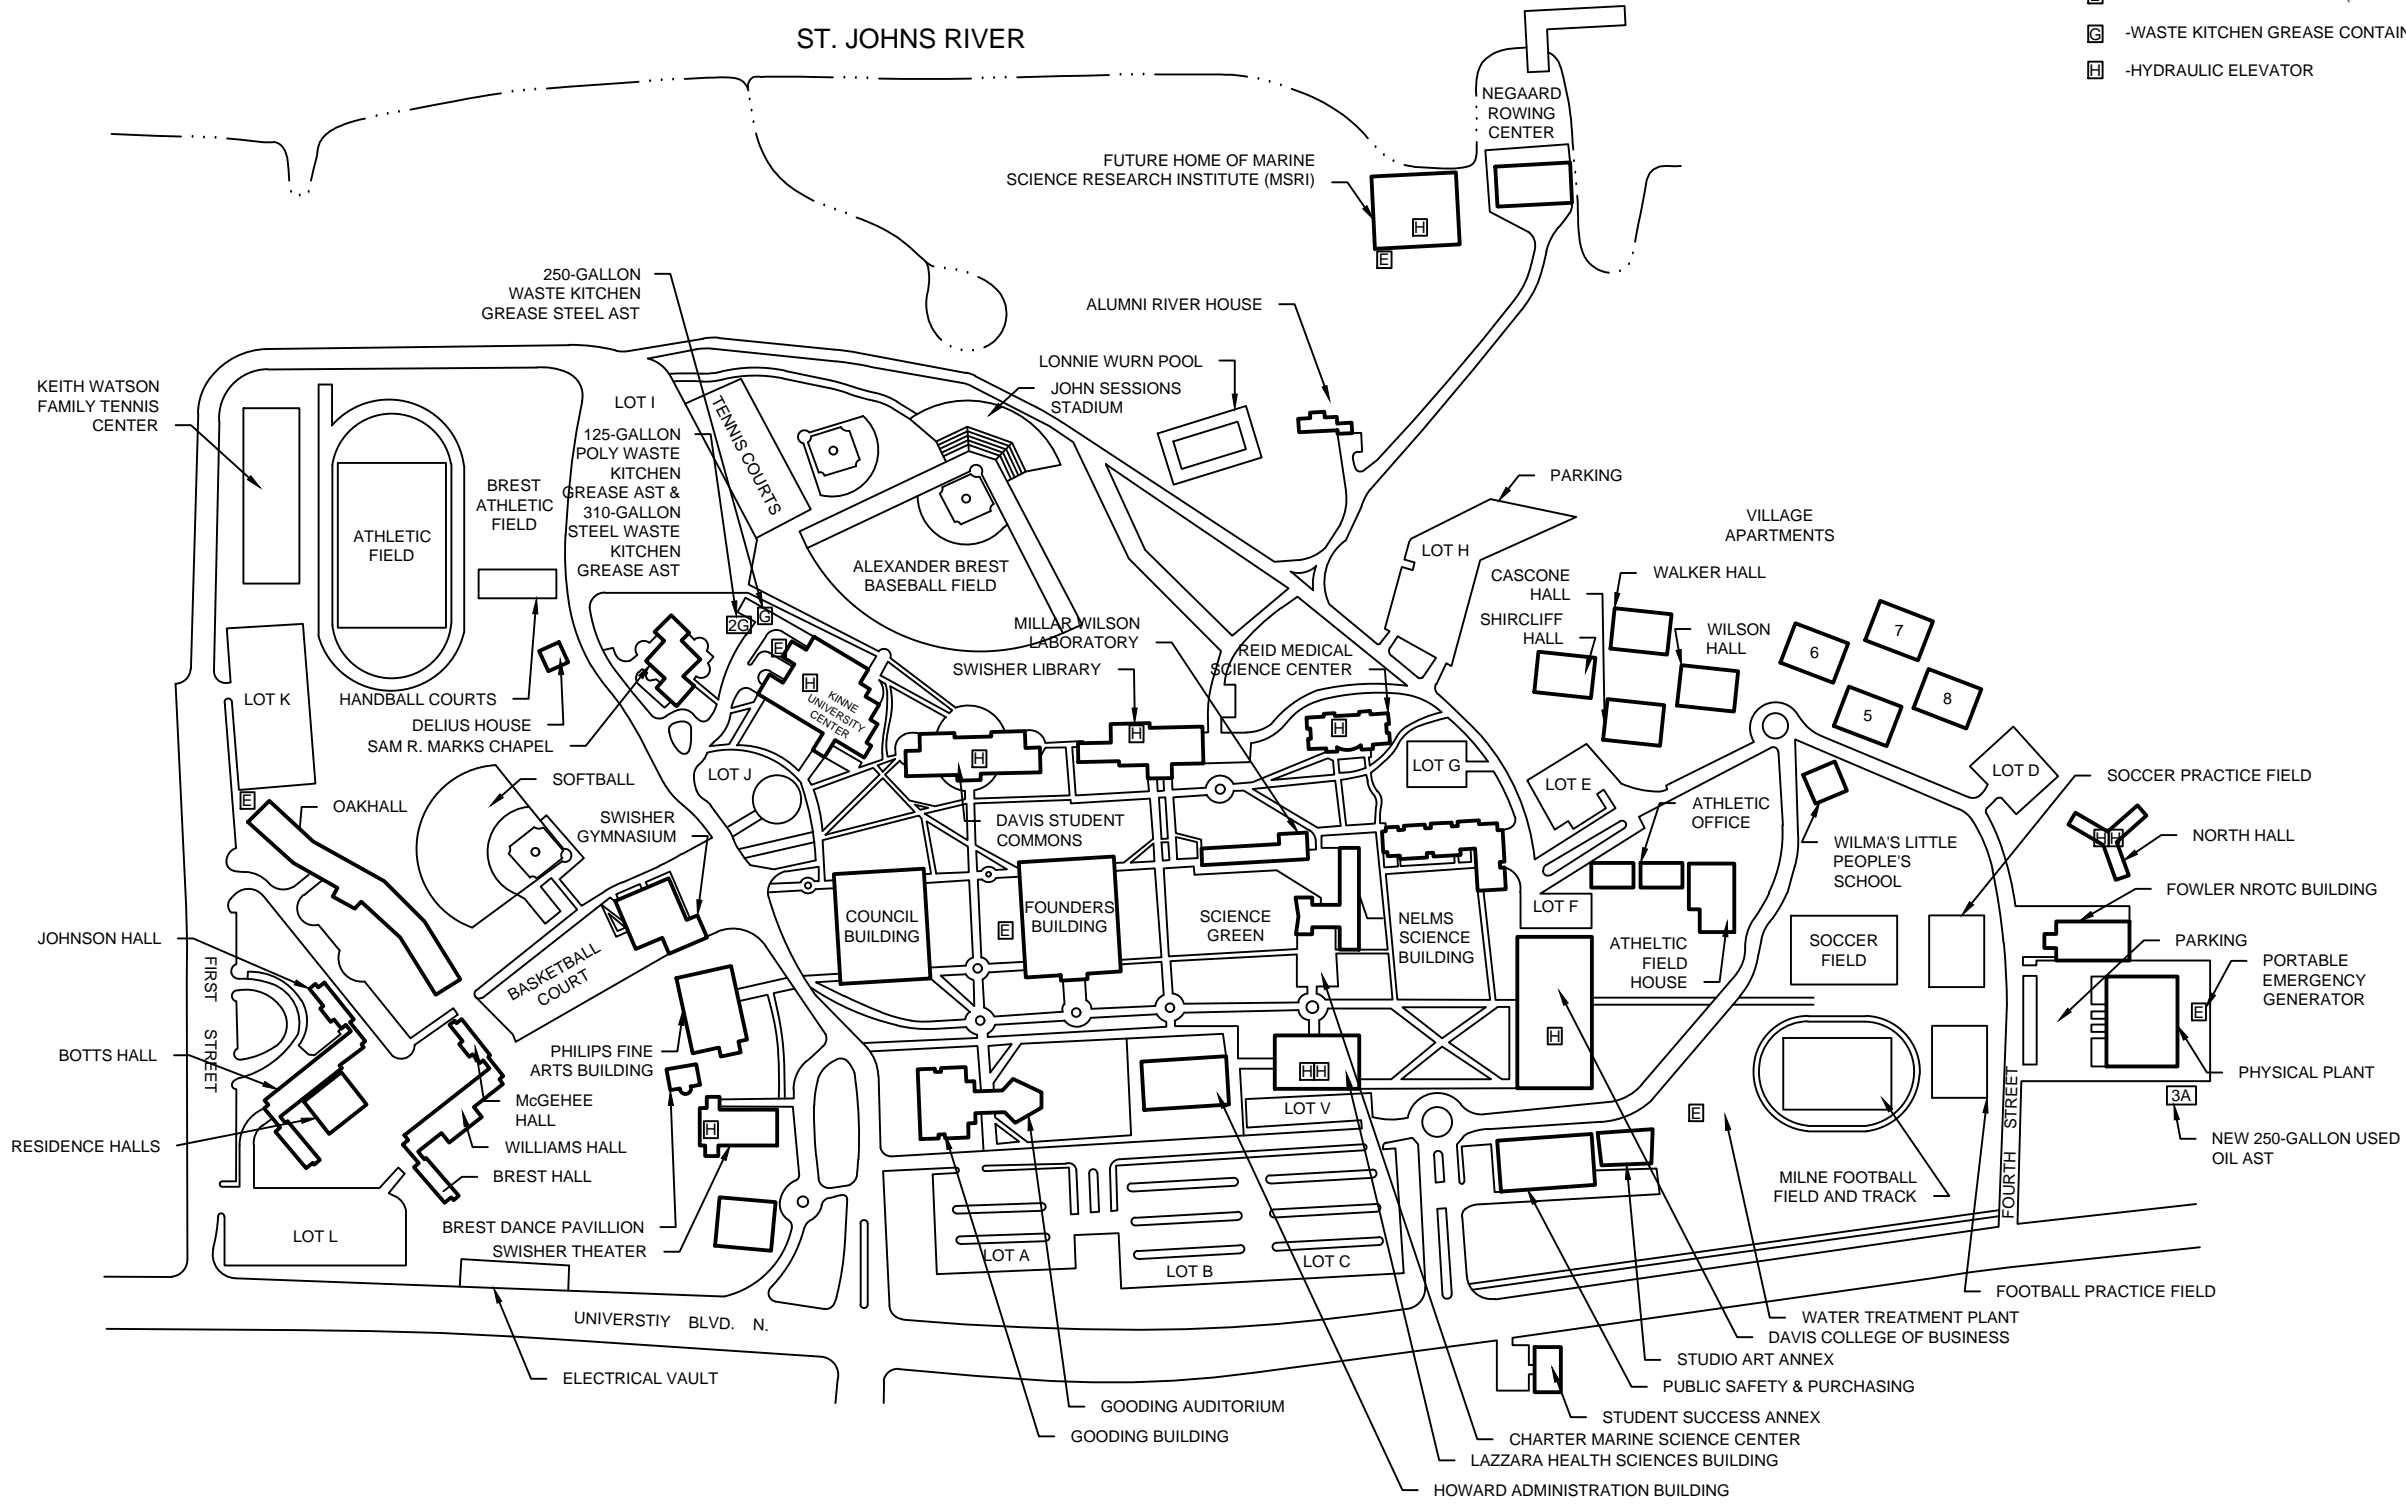 ST. JOHNS RIVER
G -WASTE KITCHEN GREASE
H -HYDRAULIC ELEVATOR
NEGAARD
ROWING
CENTER
FUTURE HOME OF MARINE
SCIENCE RESEARCH INSTITUTE (MSRI)
H
E
250-GALLON
WASTE KITCHEN
GREASE STEEL AST
ALUMNI RIVER HOUSE
LONNIE WURN POOL
JOHN SESSIONS
STADIUM
KEITH WATSON
FAMILY TENNIS
CENTER
LOT I
TENNIS COURTS
125-GALLON
POLY WASTE
KITCHEN
GREASE AST &
310-GALLON
STEEL WASTE
KITCHEN
GREASE AST
BREST
ATHLETIC
FIELD
ATHLETIC
FIELD
ALEXANDER BREST
BASEBALL FIELD
PARKING
LOT H
VILLAGE
APARTMENTS
CASCONE
HALL
WALKER HALL
SHIRCLIFF
HALL
WILSON
HALL
6
7
5
8
2G
G
E
H
KINNE
UNIVERSITY
CENTER
MILLAR WILSON
LABORATORY
SWISHER LIBRARY
REID MEDICAL
SCIENCE CENTER
LOT K
HANDBALL COURTS
DELIUS HOUSE
SAM R. MARKS CHAPEL
LOT J
H
H
H
LOT G
LOT E
LOT D
SOCCER PRACTICE FIELD
E
OAKHALL
SOFTBALL
SWISHER
GYMNASIUM
DAVIS STUDENT
COMMONS
ATHLETIC
OFFICE
WILMA'S LITTLE
PEOPLE'S
SCHOOL
H H
NORTH HALL
FOWLER NROTC BUILDING
COUNCIL
BUILDING
FOUNDERS
BUILDING
E
SCIENCE
GREEN
NELMS
SCIENCE
BUILDING
LOT F
ATHELTIC
FIELD
HOUSE
SOCCER
FIELD
PARKING
PORTABLE
EMERGENCY
GENERATOR
E
JOHNSON HALL
FIRST STREET
BASKETBALL
COURT
BOTTS HALL
PHILIPS FINE
ARTS BUILDING
H
HH
PHYSICAL PLANT
3A
McGEHEE
HALL
RESIDENCE HALLS
WILLIAMS HALL
BREST HALL
H
LOT V
E
FOURTH STREET
NEW 250-GALLON USED
OIL AST
MILNE FOOTBALL
FIELD AND TRACK
BREST DANCE PAVILLION
SWISHER THEATER
LOT L
LOT A
LOT B
LOT C
FOOTBALL PRACTICE FIELD
UNIVERSTIY BLVD. N.
WATER TREATMENT PLANT
DAVIS COLLEGE OF BUSINESS
STUDIO ART ANNEX
ELECTRICAL VAULT
PUBLIC SAFETY & PURCHASING
GOODING AUDITORIUM
STUDENT SUCCESS ANNEX
GOODING BUILDING
CHARTER MARINE SCIENCE CENTER
LAZZARA HEALTH SCIENCES BUILDING
HOWARD ADMINISTRATION BUILDING